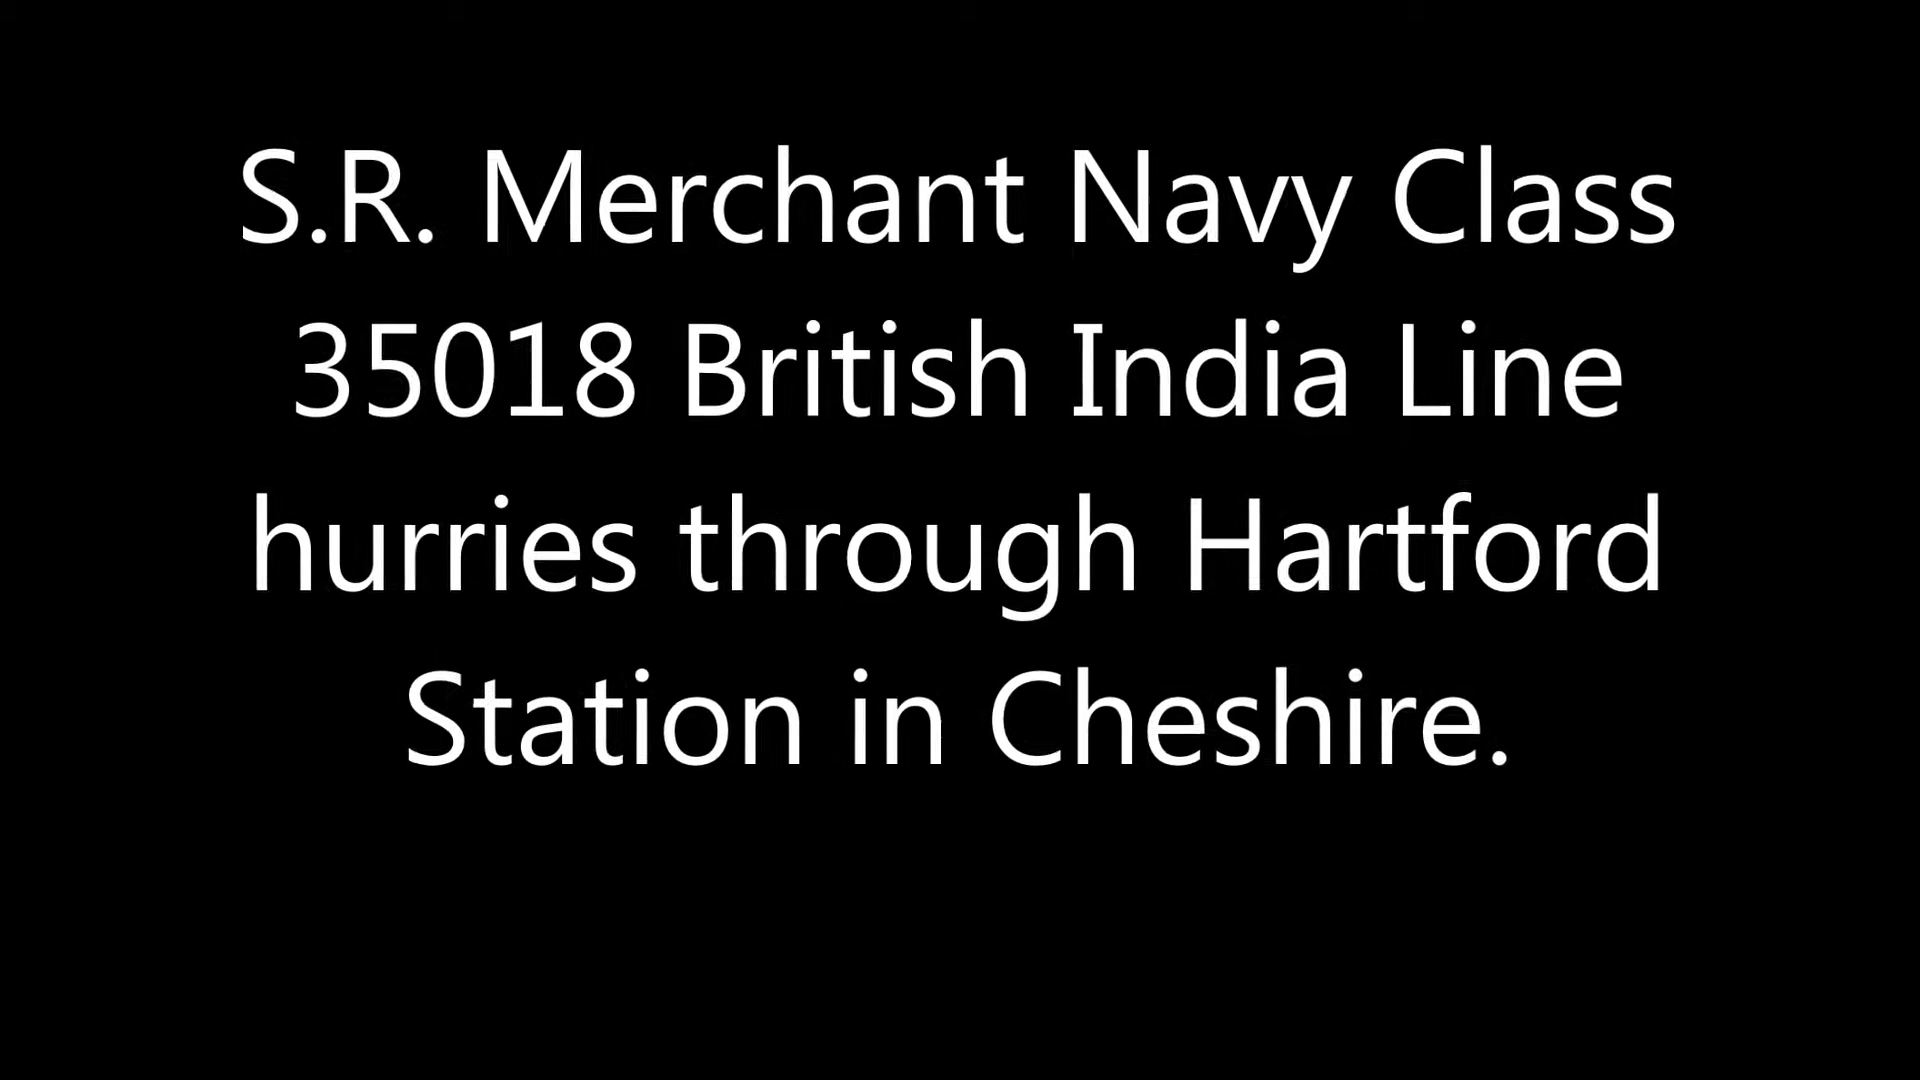 S.R. Merchant Navy Class
35018 British India Line
hurries through Hartford
Station in Cheshire.